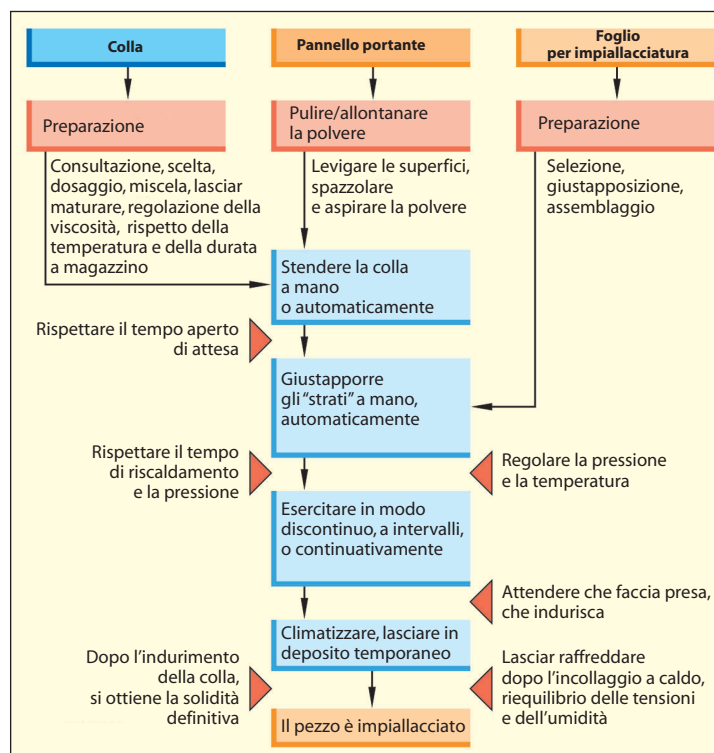 Colla
Pannello portante
Foglio
per impiallacciatura
Preparazione
Pulire/allontanare
la polvere
Preparazione
Consultazione, scelta,
dosaggio, miscela, lasciar
maturare, regolazione della
viscosità, rispetto della
temperatura e della durata
a magazzino
Levigare le superfici,
spazzolare
e aspirare la polvere
Selezione,
giustapposizione,
assemblaggio
Stendere la colla
a mano
o automaticamente
Rispettare il tempo aperto
di attesa
Giustapporre
gli "strati" a mano,
automaticamente
Rispettare il tempo
di riscaldamento
e la pressione
Regolare la pressione
e la temperatura
Esercitare in modo
discontinuo, a intervalli,
o continuativamente
Attendere che faccia presa,
che indurisca
Climatizzare, lasciare in
deposito temporaneo
Dopo l'indurimento
della colla,
si ottiene la solidità
definitiva
Lasciar raffreddare
dopo l'incollaggio a caldo,
riequilibrio delle tensioni
e dell'umidità
Il pezzo è impiallacciato